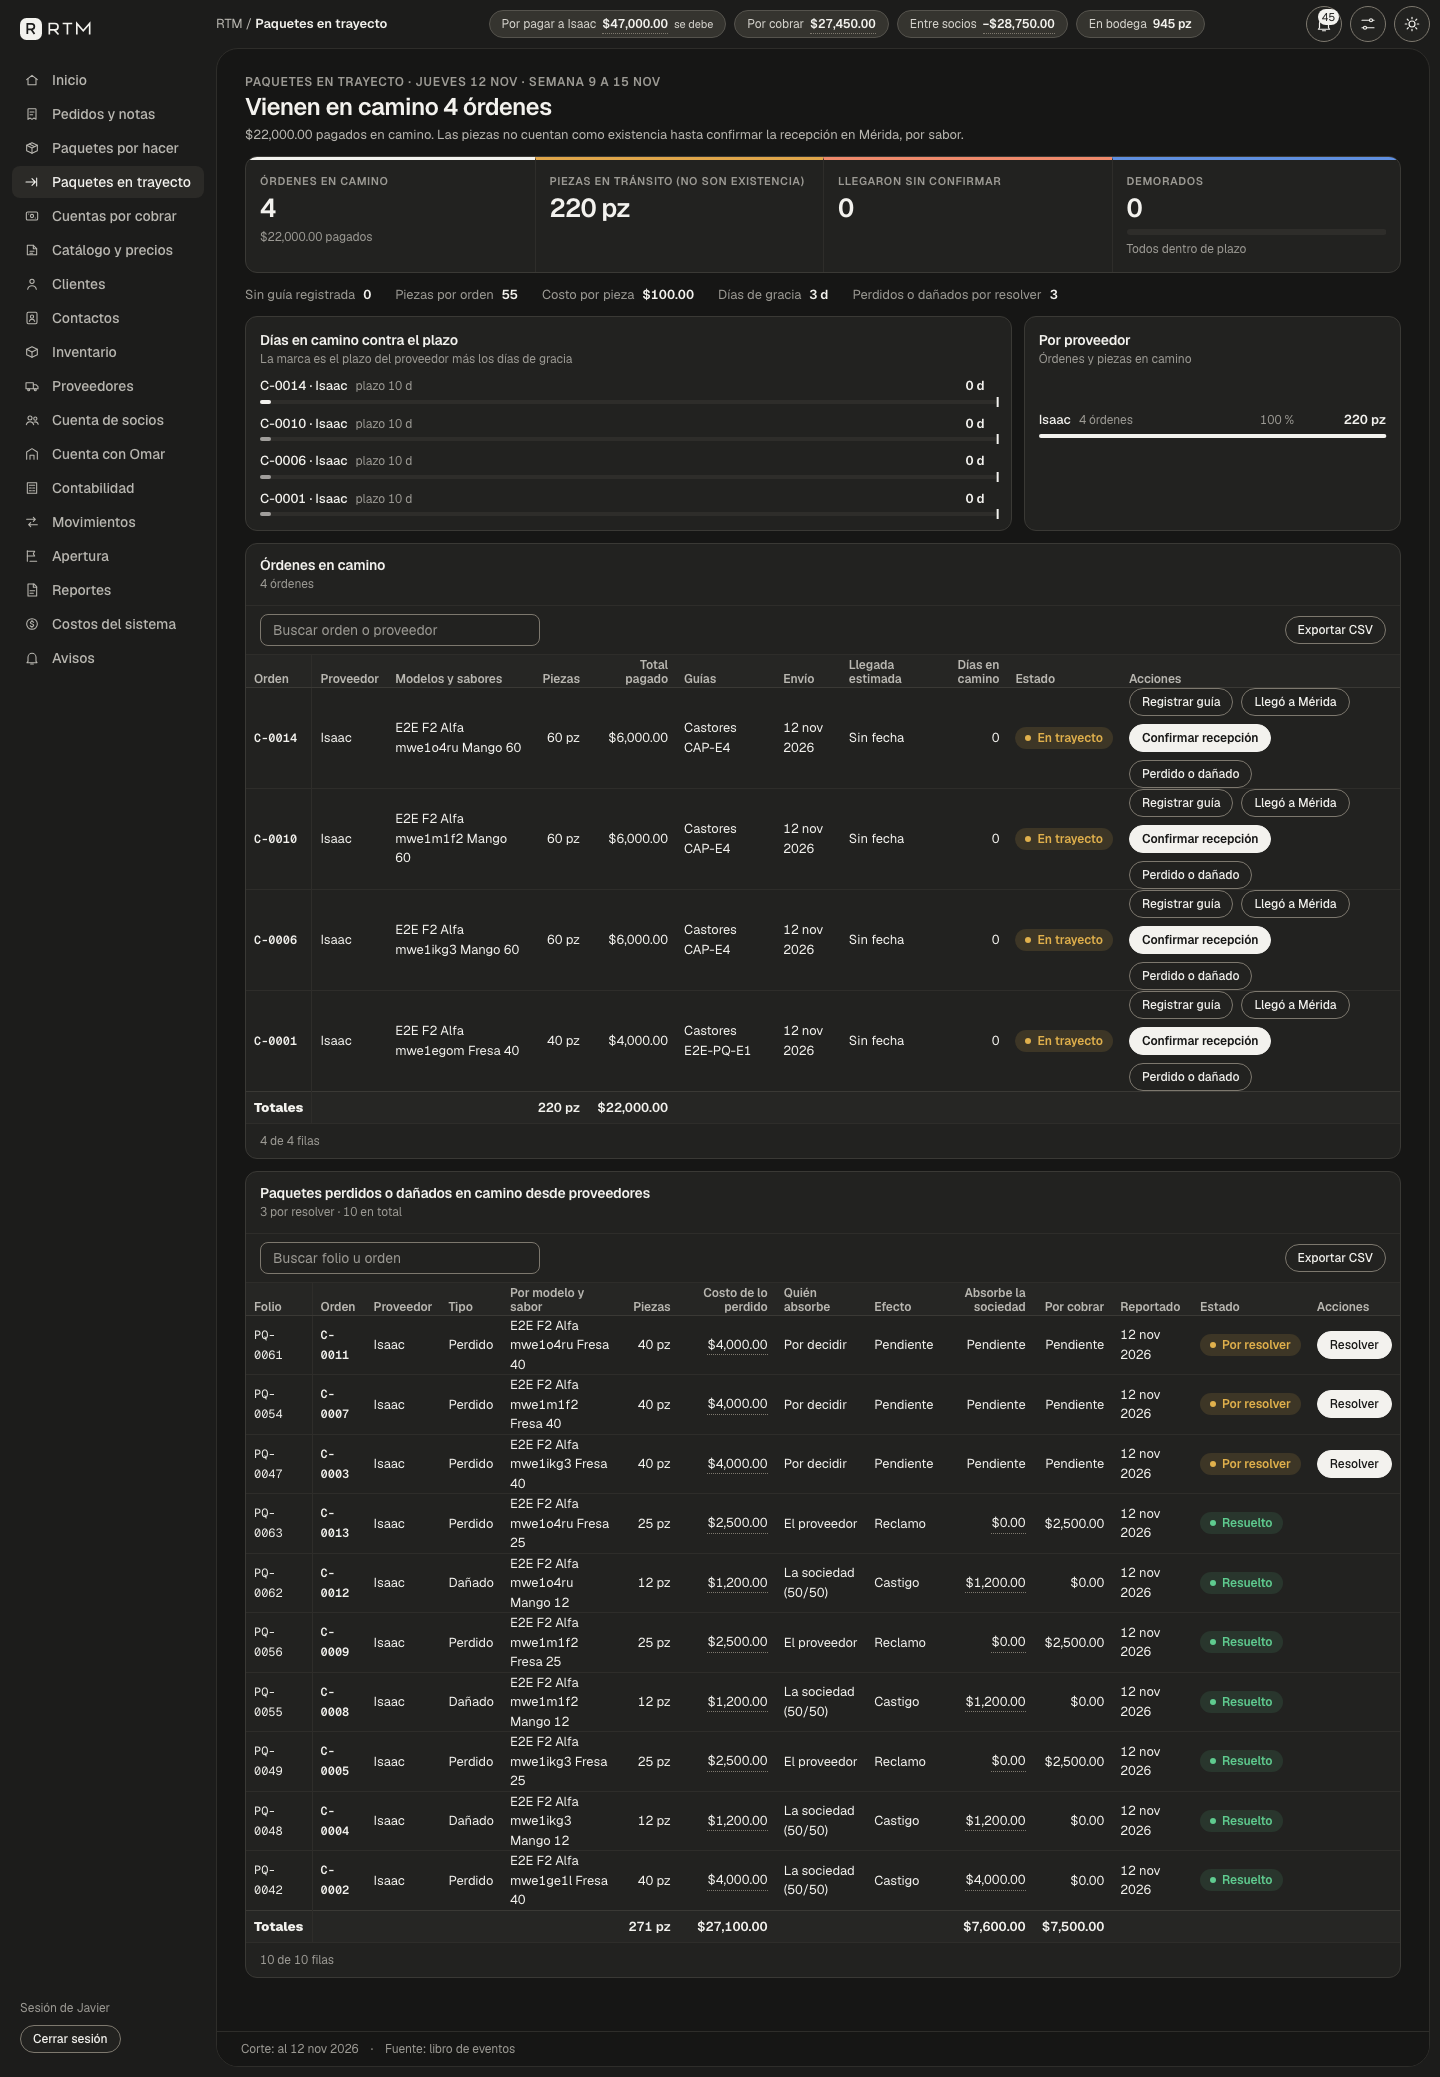 R RTM
RTM / Paquetes en trayecto
Por pagar a Isaac $47,000.00 se debe
Por cobrar $27,450.00
Entre socios −$28,750.00
En bodega 945 pz
45
Inicio
Pedidos y notas
Paquetes por hacer
Paquetes en trayecto
Cuentas por cobrar
Catálogo y precios
Clientes
Contactos
Inventario
Proveedores
Cuenta de socios
Cuenta con Omar
Contabilidad
Movimientos
Apertura
Reportes
Costos del sistema
Avisos
Sesión de Javier
Cerrar sesión
PAQUETES EN TRAYECTO · JUEVES 12 NOV · SEMANA 9 A 15 NOV
Vienen en camino 4 órdenes
$22,000.00 pagados en camino. Las piezas no cuentan como existencia hasta confirmar la recepción en Mérida, por sabor.
ÓRDENES EN CAMINO
4
$22,000.00 pagados
PIEZAS EN TRÁNSITO (NO SON EXISTENCIA)
220 pz
LLEGARON SIN CONFIRMAR
0
DEMORADOS
0
Todos dentro de plazo
Sin guía registrada 0 Piezas por orden 55 Costo por pieza $100.00 Días de gracia 3 d Perdidos o dañados por resolver 3
Días en camino contra el plazo
La marca es el plazo del proveedor más los días de gracia
C-0014 · Isaac plazo 10 d 0 d
C-0010 · Isaac plazo 10 d 0 d
C-0006 · Isaac plazo 10 d 0 d
C-0001 · Isaac plazo 10 d 0 d
Por proveedor
Órdenes y piezas en camino
Isaac 4 órdenes 100 % 220 pz
Órdenes en camino
4 órdenes
Buscar orden o proveedor
Exportar CSV
Orden Proveedor Modelos y sabores Piezas Total pagado Guías Envío Llegada estimada Días en camino Estado Acciones
C-0014 Isaac E2E F2 Alfa mwe1o4ru Mango 60 60 pz $6,000.00 Castores CAP-E4 12 nov 2026 Sin fecha 0 En trayecto Registrar guía Llegó a Mérida Confirmar recepción Perdido o dañado
C-0010 Isaac E2E F2 Alfa mwe1m1f2 Mango 60 60 pz $6,000.00 Castores CAP-E4 12 nov 2026 Sin fecha 0 En trayecto Registrar guía Llegó a Mérida Confirmar recepción Perdido o dañado
C-0006 Isaac E2E F2 Alfa mwe1ikg3 Mango 60 60 pz $6,000.00 Castores CAP-E4 12 nov 2026 Sin fecha 0 En trayecto Registrar guía Llegó a Mérida Confirmar recepción Perdido o dañado
C-0001 Isaac E2E F2 Alfa mwe1egom Fresa 40 40 pz $4,000.00 Castores E2E-PQ-E1 12 nov 2026 Sin fecha 0 En trayecto Registrar guía Llegó a Mérida Confirmar recepción Perdido o dañado
Totales 220 pz $22,000.00
4 de 4 filas
Paquetes perdidos o dañados en camino desde proveedores
3 por resolver · 10 en total
Buscar folio u orden
Exportar CSV
Folio Orden Proveedor Tipo Por modelo y sabor Piezas Costo de lo perdido Quién absorbe Efecto Absorbe la sociedad Por cobrar Reportado Estado Acciones
PQ-0061 C-0011 Isaac Perdido E2E F2 Alfa mwe1o4ru Fresa 40 40 pz $4,000.00 Por decidir Pendiente Pendiente Pendiente 12 nov 2026 Por resolver Resolver
PQ-0054 C-0007 Isaac Perdido E2E F2 Alfa mwe1m1f2 Fresa 40 40 pz $4,000.00 Por decidir Pendiente Pendiente Pendiente 12 nov 2026 Por resolver Resolver
PQ-0047 C-0003 Isaac Perdido E2E F2 Alfa mwe1ikg3 Fresa 40 40 pz $4,000.00 Por decidir Pendiente Pendiente Pendiente 12 nov 2026 Por resolver Resolver
PQ-0063 C-0013 Isaac Perdido E2E F2 Alfa mwe1o4ru Fresa 25 25 pz $2,500.00 El proveedor Reclamo $0.00 $2,500.00 12 nov 2026 Resuelto
PQ-0062 C-0012 Isaac Dañado E2E F2 Alfa mwe1o4ru Mango 12 12 pz $1,200.00 La sociedad (50/50) Castigo $1,200.00 $0.00 12 nov 2026 Resuelto
PQ-0056 C-0009 Isaac Perdido E2E F2 Alfa mwe1m1f2 Fresa 25 25 pz $2,500.00 El proveedor Reclamo $0.00 $2,500.00 12 nov 2026 Resuelto
PQ-0055 C-0008 Isaac Dañado E2E F2 Alfa mwe1m1f2 Mango 12 12 pz $1,200.00 La sociedad (50/50) Castigo $1,200.00 $0.00 12 nov 2026 Resuelto
PQ-0049 C-0005 Isaac Perdido E2E F2 Alfa mwe1ikg3 Fresa 25 25 pz $2,500.00 El proveedor Reclamo $0.00 $2,500.00 12 nov 2026 Resuelto
PQ-0048 C-0004 Isaac Dañado E2E F2 Alfa mwe1ikg3 Mango 12 12 pz $1,200.00 La sociedad (50/50) Castigo $1,200.00 $0.00 12 nov 2026 Resuelto
PQ-0042 C-0002 Isaac Perdido E2E F2 Alfa mwe1ge1l Fresa 40 40 pz $4,000.00 La sociedad (50/50) Castigo $4,000.00 $0.00 12 nov 2026 Resuelto
Totales 271 pz $27,100.00 $7,600.00 $7,500.00
10 de 10 filas
Corte: al 12 nov 2026 · Fuente: libro de eventos